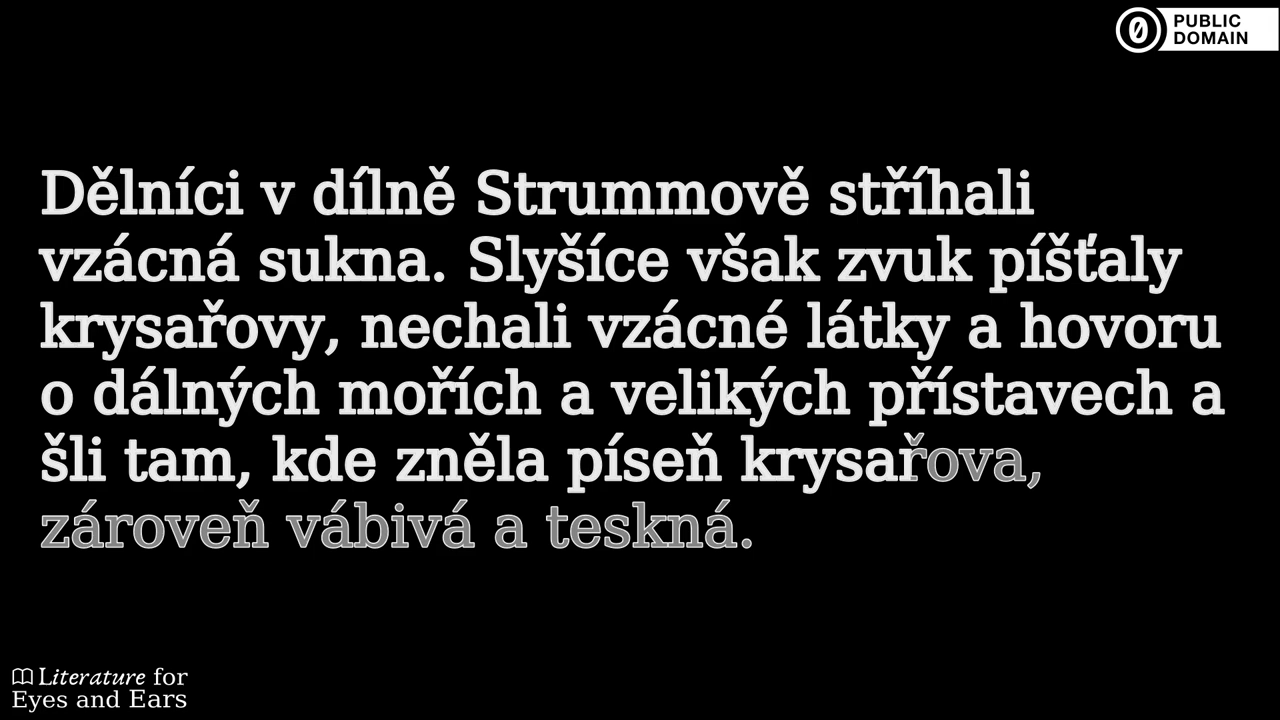 PUBLIC
DOMAIN
Dělníci v dílně Strummově stříhali
vzácná sukna. Slyšíce však zvuk píšťaly
krysařovy, nechali vzácné látky a hovoru
o dálných mořích a velikých přístavech a
šli tam, kde zněla píseň krysařova,
zároveň vábivá a teskná.
Literature for
Eyes and Ears